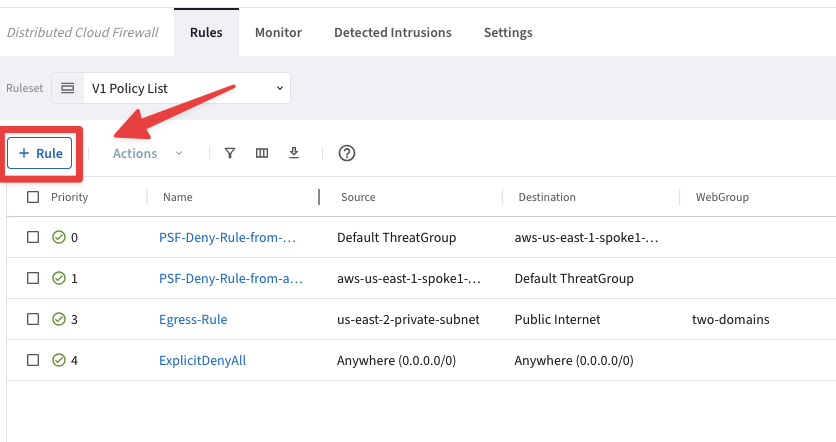 Distributed Cloud Firewall Rules Monitor Detected Intrusions Settings
Ruleset V1 Policy List
+ Rule Actions
Priority Name Source Destination WebGroup
0 PSF-Deny-Rule-from-... Default ThreatGroup aws-us-east-1-spoke1-...
1 PSF-Deny-Rule-from-a... aws-us-east-1-spoke1-... Default ThreatGroup
3 Egress-Rule us-east-2-private-subnet Public Internet two-domains
4 ExplicitDenyAll Anywhere (0.0.0.0/0) Anywhere (0.0.0.0/0)